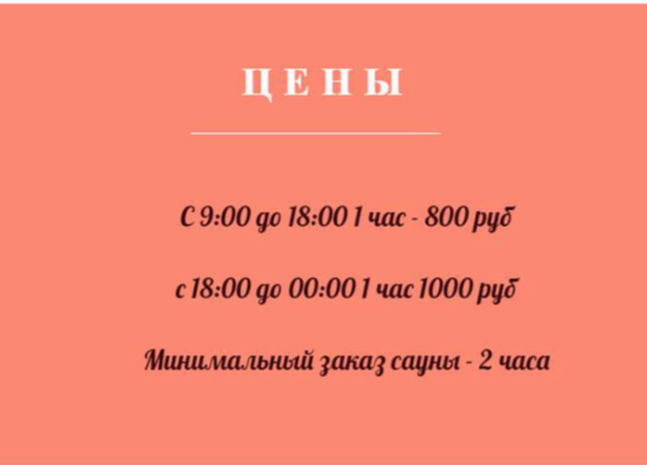 ЦЕНЫ
С 9:00 до 18:00 1 час - 800 руб
с 18:00 до 00:00 1 час 1000 руб
Минимальный заказ сауны - 2 часа